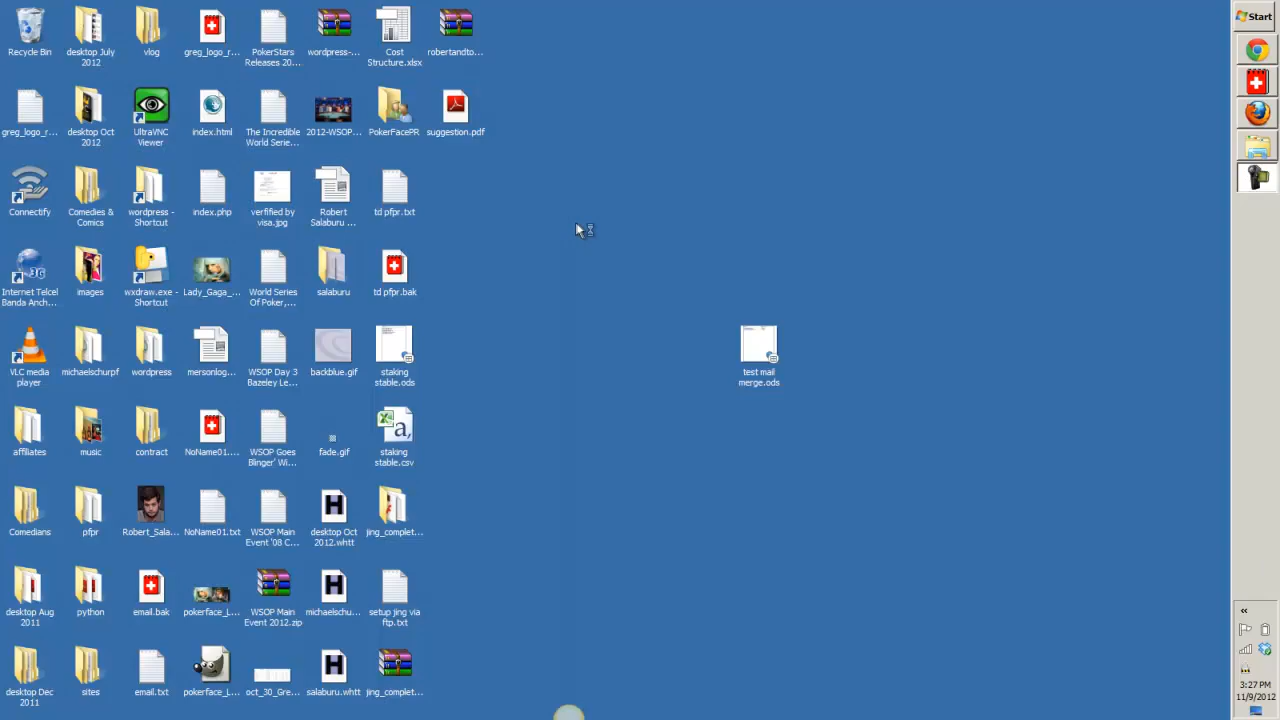 Recycle Bin
desktop July
2012
vlog
greg_logo_r...
PokerStars
Releases 20...
wordpress-...
Cost
Structure.xlsx
robertandto...
greg_logo_r...
desktop Oct
2012
UltraVNC
Viewer
index.html
The Incredible
World Serie...
2012-WSOP...
PokerFacePR
suggestion.pdf
Connectify
Comedies &
Comics
wordpress -
Shortcut
index.php
verfified by
visa.jpg
Robert
Salaburu ...
td pfpr.txt
Internet Telcel
Banda Anch...
images
wxdraw.exe -
Shortcut
Lady_Gaga_...
World Series
Of Poker,...
salaburu
td pfpr.bak
VLC media
player
michaelschurpf
wordpress
mersonlog...
WSOP Day 3
Bazeley Le...
backblue.gif
staking
stable.ods
test mail
merge.ods
affiliates
music
contract
NoName01....
WSOP Goes
Blinger' Wi...
fade.gif
staking
stable.csv
Comedians
pfpr
Robert_Sala...
NoName01.txt
WSOP Main
Event '08 C...
desktop Oct
2012.whtt
jing_complet...
desktop Aug
2011
python
email.bak
pokerface_L...
WSOP Main
Event 2012.zip
michaelschu...
setup jing via
ftp.txt
desktop Dec
2011
sites
email.txt
pokerface_L...
oct_30_Gre...
salaburu.whtt
jing_complet...
Start
3:27 PM
11/9/2012